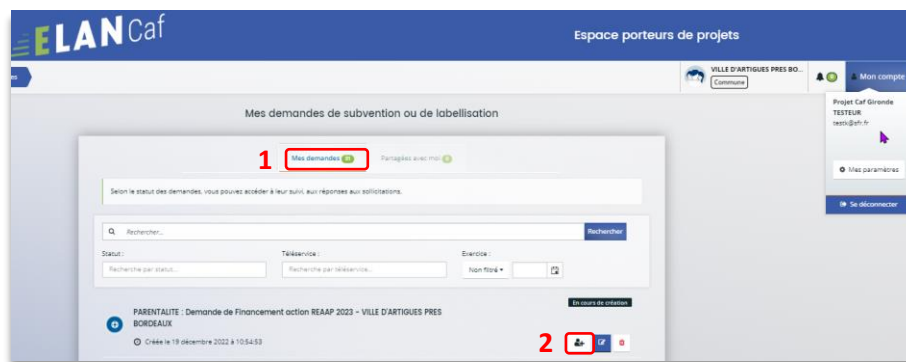 ELAN Caf
Espace porteurs de projets
VILLE D'ARTIGUES PRES BO...
Commune
Mon compte
Projet Caf Gironde
TESTEUR
Mes paramètres
Se déconnecter
Mes demandes de subvention ou de labellisation
1
Mes demandes
Partagées avec moi
Selon le statut des demandes, vous pouvez accéder à leur suivi, aux réponses aux sollicitations.
Rechercher...
Rechercher
Statut :
Téléservice :
Exercice :
Recherche par statut...
Recherche par téléservice...
Non filtré
En cours de création
PARENTALITE : Demande de Financement action REAAP 2023 - VILLE D'ARTIGUES PRES
BORDEAUX
Créée le 19 décembre 2022 à 10:54:53
2